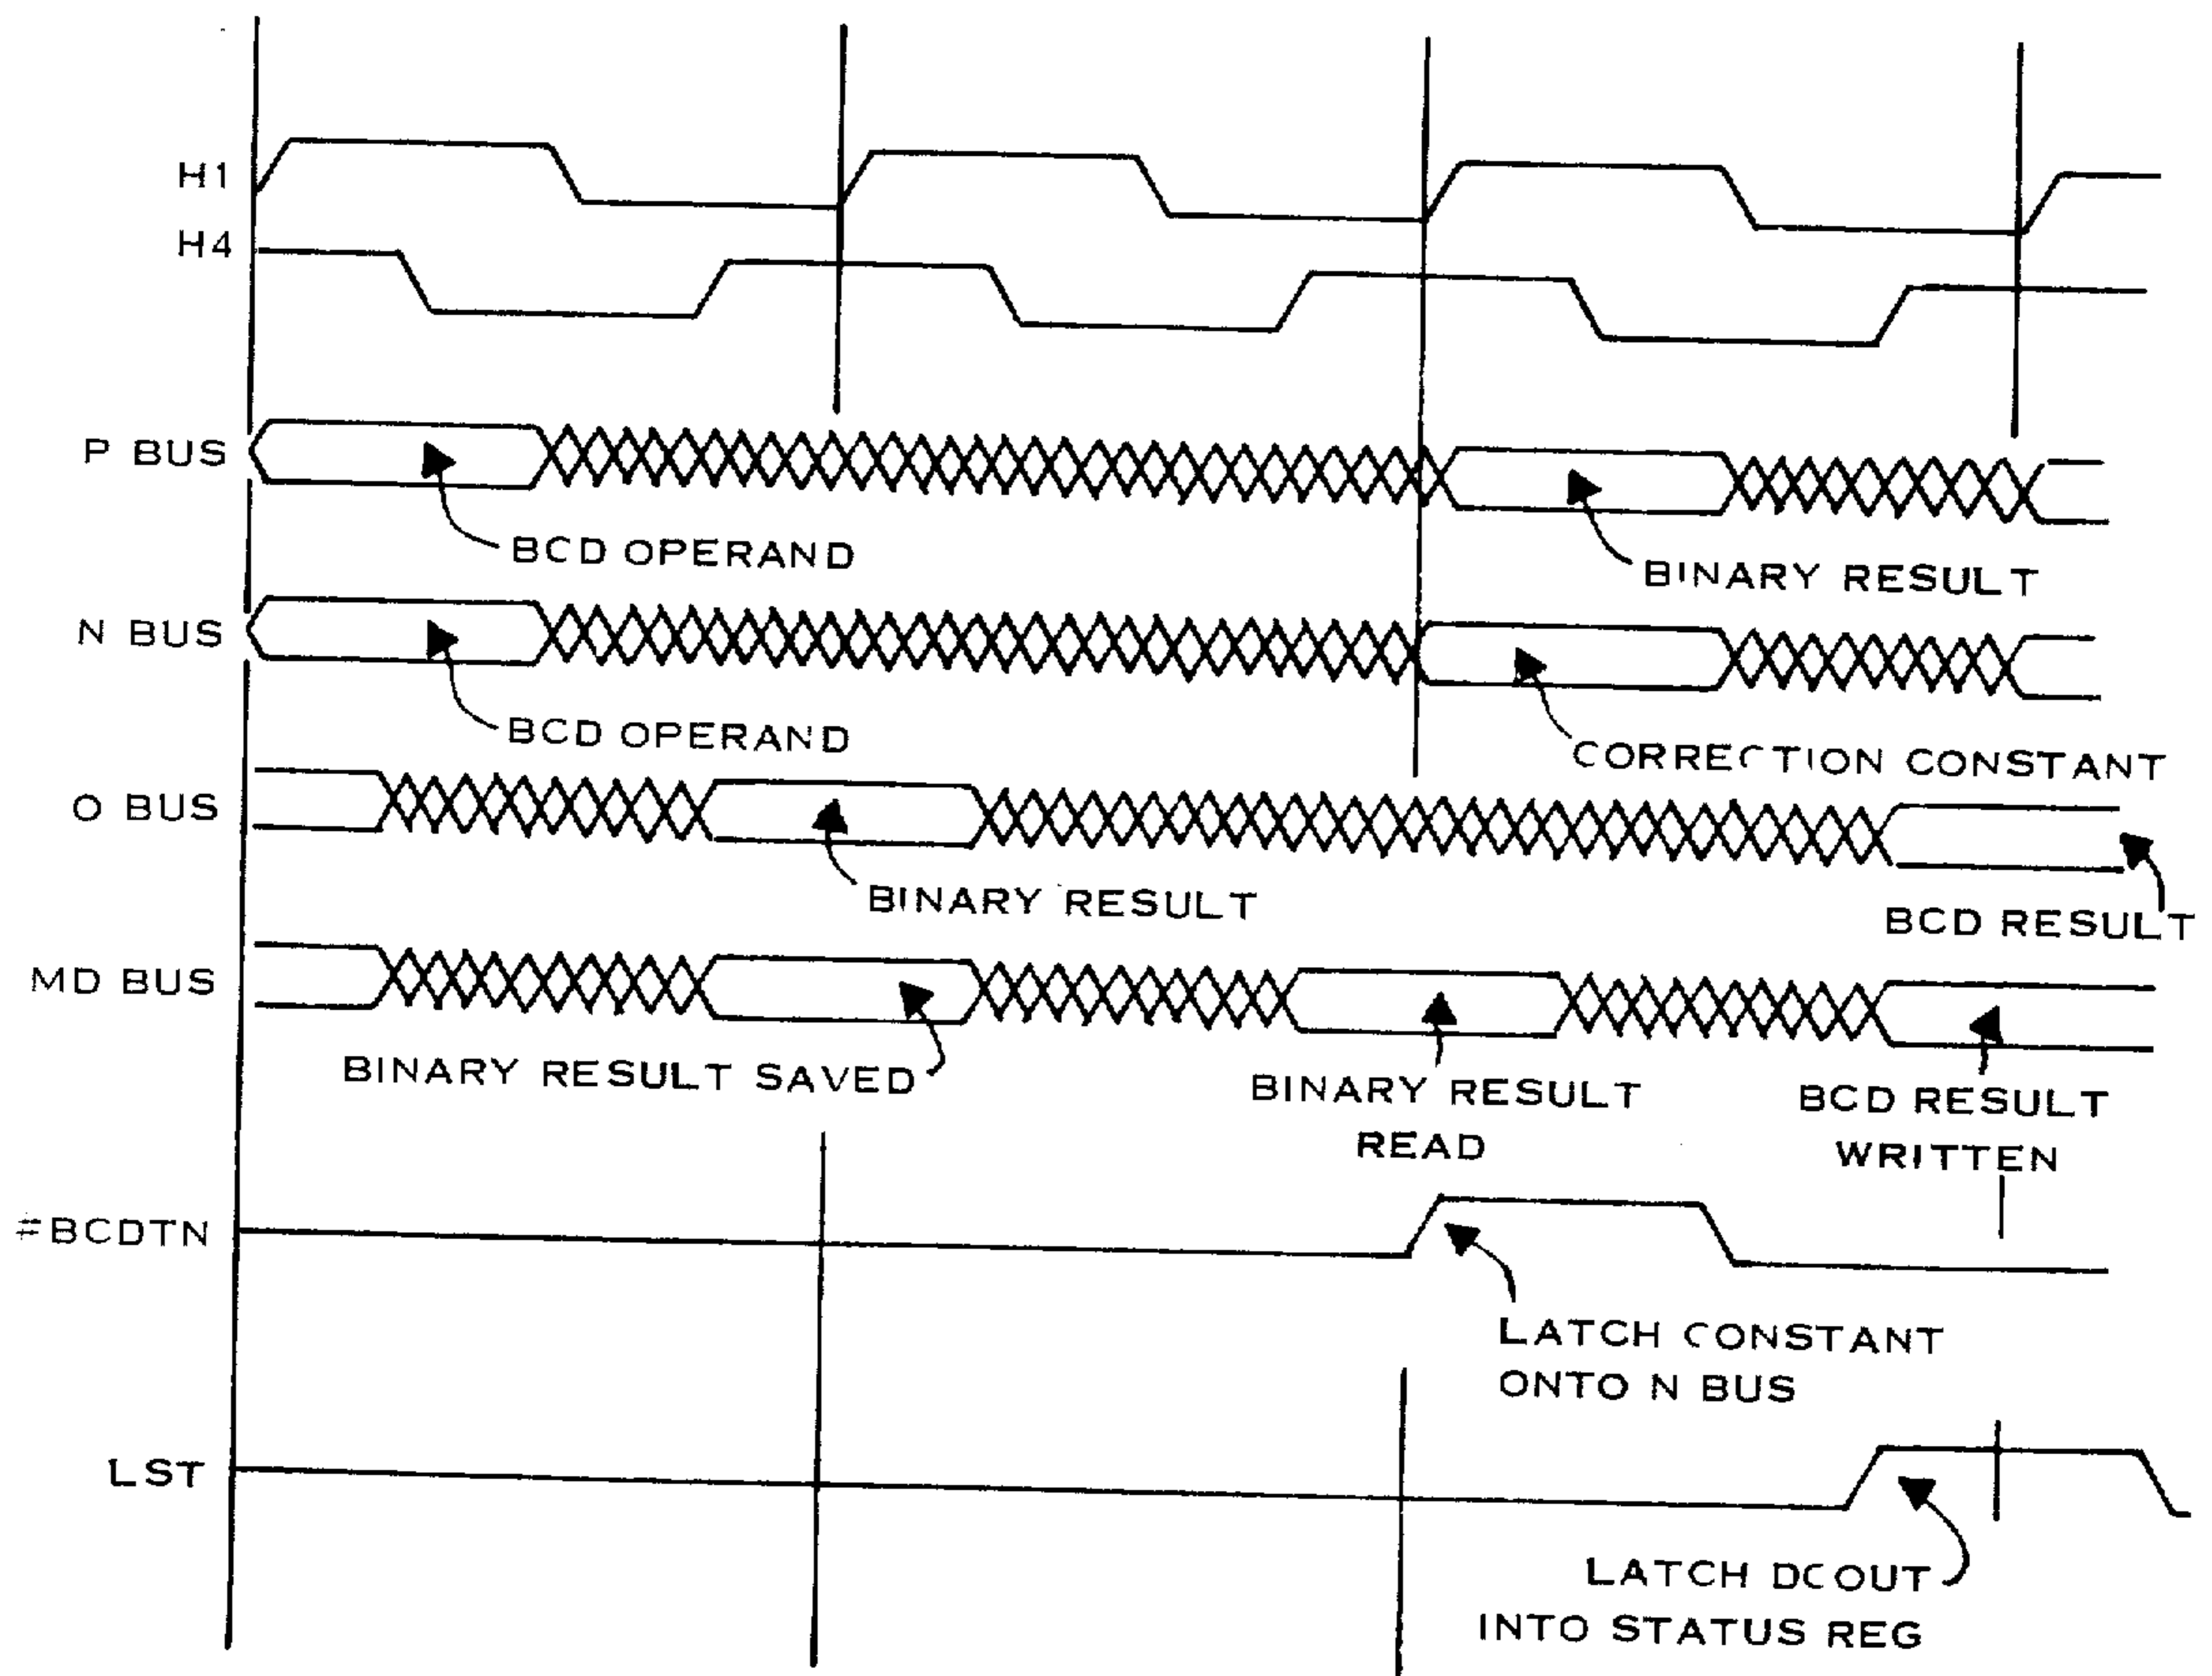 H1
H4
P BUS
BCD OPERAND
BINARY RESULT
N BUS
BCD OPERAND
CORRECTION CONSTANT
O BUS
BINARY RESULT
BCD RESULT
MD BUS
BINARY RESULT SAVED
BINARY RESULT
READ
BCD RESULT
WRITTEN
#BCDTN
LATCH CONSTANT
ONTO N BUS
LST
LATCH DCOUT
INTO STATUS REG